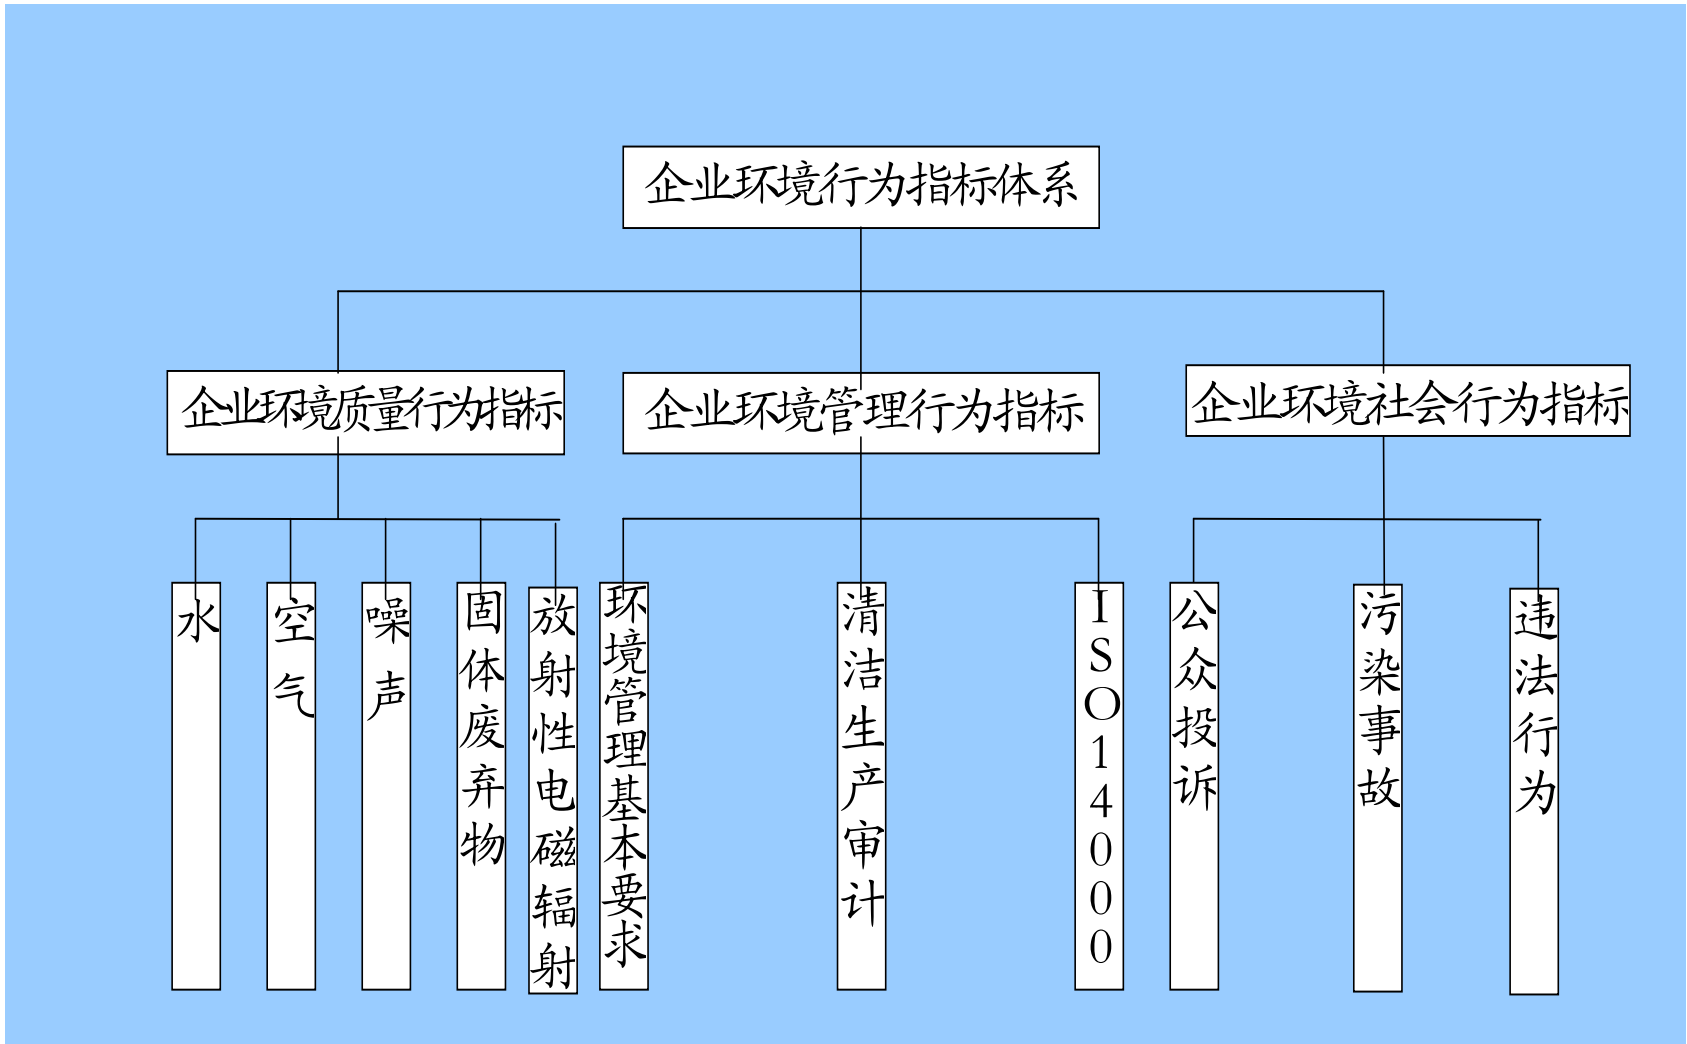 企业环境行为指标体系
企业环境质量行为指标
企业环境管理行为指标
企业环境社会行为指标
水
空气
噪声
固体废弃物
放射性电磁辐射
环境管理基本要求
清洁生产审计
ISO14000
公众投诉
污染事故
违法行为